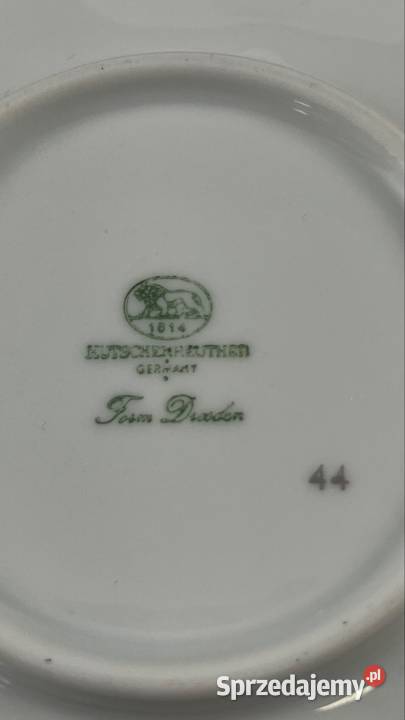 1814
HUTSCHENREUTHER
GERMANY
Form Dresden
44
Sprzedajemy.pl